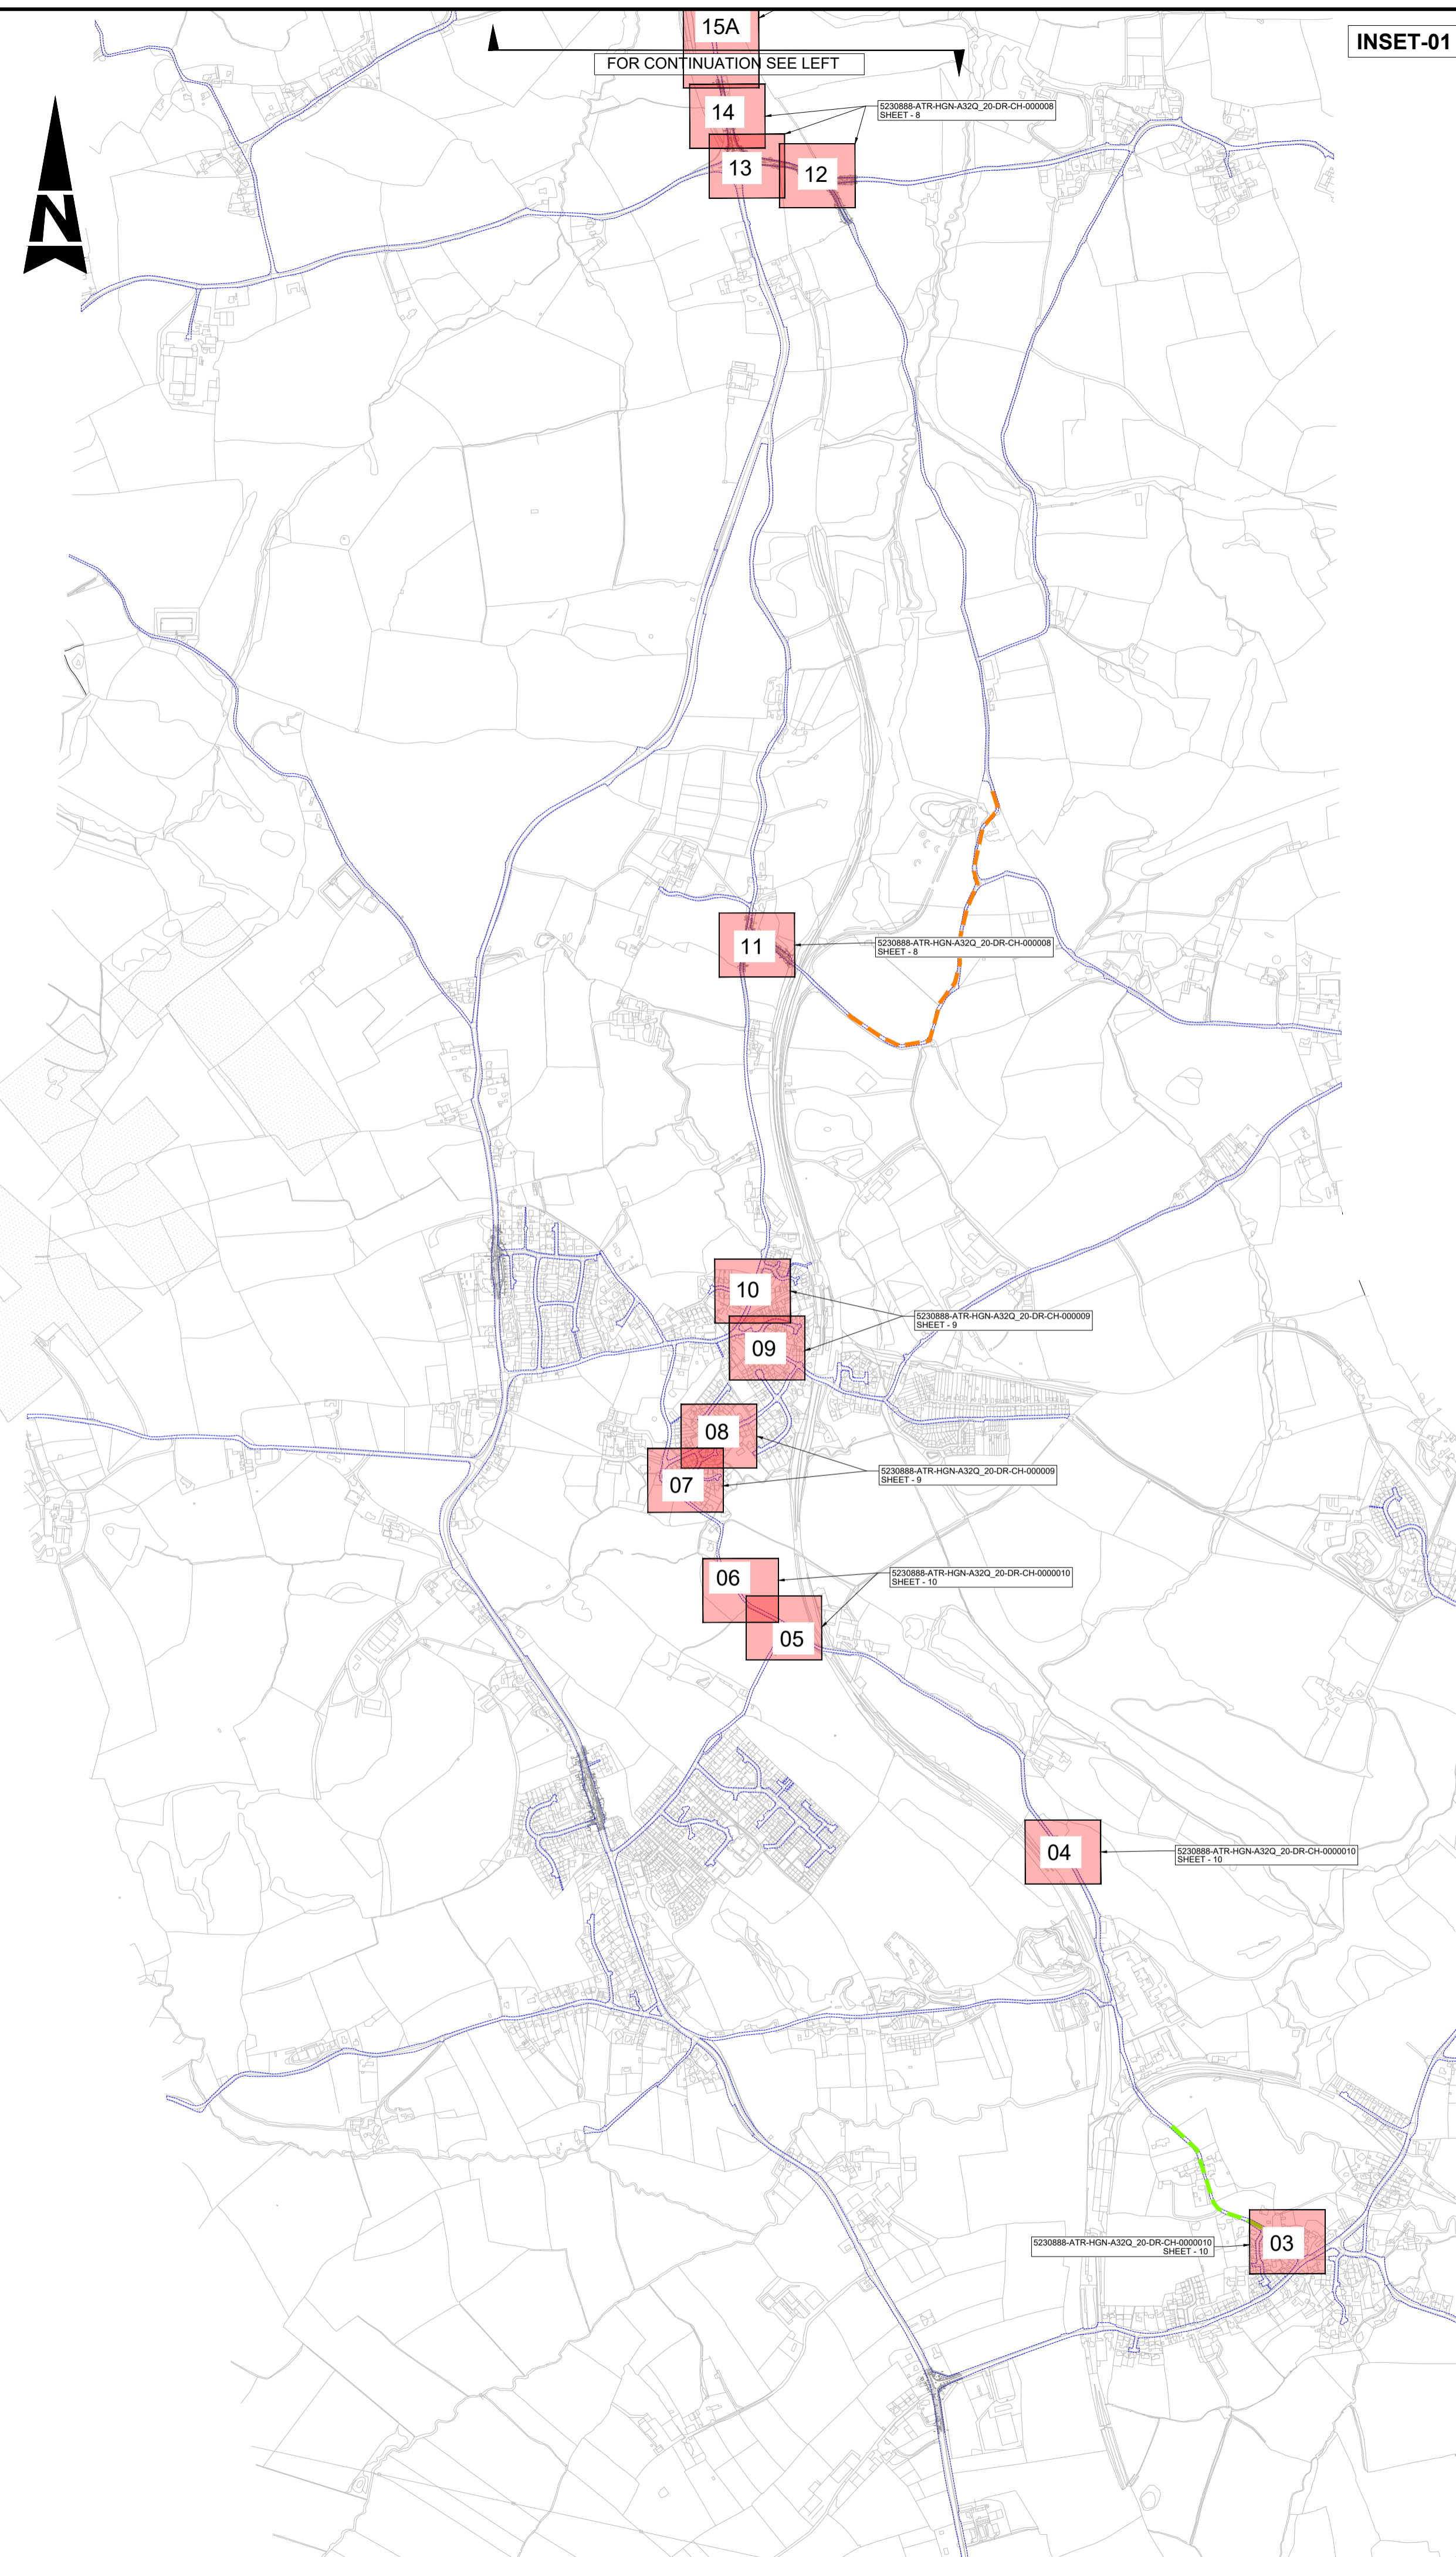 15A
INSET-01
FOR CONTINUATION SEE LEFT
N
14
5230888-ATR-HGN-A32Q_20-DR-CH-000008
SHEET - 8
13
12
11
5230888-ATR-HGN-A32Q_20-DR-CH-000008
SHEET - 8
10
5230888-ATR-HGN-A32Q_20-DR-CH-000009
SHEET - 9
09
08
5230888-ATR-HGN-A32Q_20-DR-CH-000009
SHEET - 9
07
06
5230888-ATR-HGN-A32Q_20-DR-CH-0000010
SHEET - 10
05
04
5230888-ATR-HGN-A32Q_20-DR-CH-0000010
SHEET - 10
5230888-ATR-HGN-A32Q_20-DR-CH-0000010
SHEET - 10
03